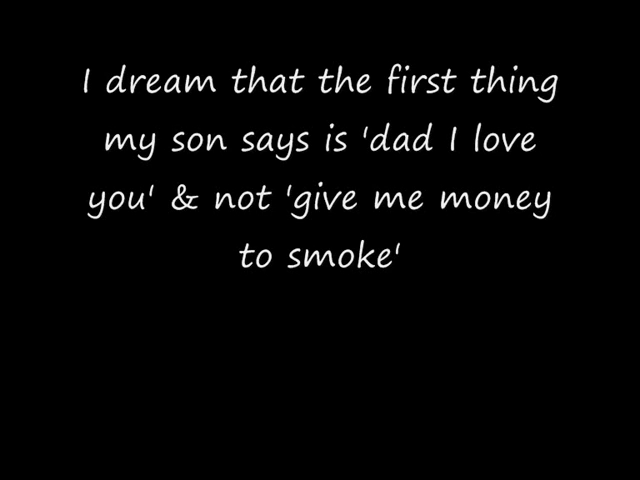 I dream that the first thing
my son says is 'dad I love
you' & not 'give me money
to smoke'